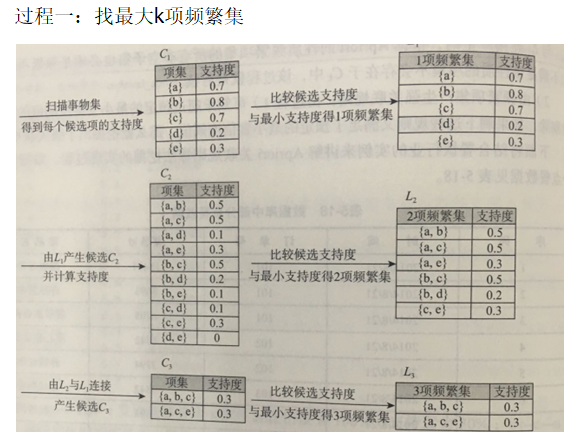 过程一：找最大k项频繁集
C₁
项集 支持度
{a} 0.7
{b} 0.8
{c} 0.7
{d} 0.2
{e} 0.3
扫描事物集
得到每个候选项的支持度
比较候选支持度
与最小支持度得1项频繁集
1项频繁集 支持度
{a} 0.7
{b} 0.8
{c} 0.7
{d} 0.2
{e} 0.3
C₂
项集 支持度
{a, b} 0.5
{a, c} 0.5
{a, d} 0.1
{a, e} 0.3
{b, c} 0.5
{b, d} 0.2
{b, e} 0.1
{c, d} 0.1
{c, e} 0.3
{d, e} 0
由L₁产生候选C₂
并计算支持度
比较候选支持度
与最小支持度得2项频繁集
L₂
2项频繁集 支持度
{a, b} 0.5
{a, c} 0.5
{a, e} 0.3
{b, c} 0.5
{b, d} 0.2
{c, e} 0.3
由L₂与L₁连接
产生候选C₃
C₃
项集 支持度
{a, b, c} 0.3
{a, c, e} 0.3
比较候选支持度
与最小支持度得3项频繁集
L₃
3项频繁集 支持度
{a, b, c} 0.3
{a, c, e} 0.3